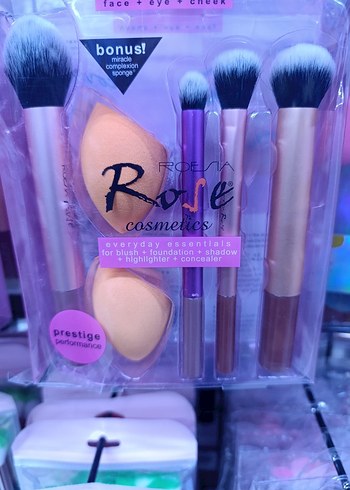 face + eye + cheek
bonus!
miracle
complexion
sponge
ROESIA
Rose
cosmetics
everyday essentials
for blush + foundation + shadow
+ highlighter + concealer
prestige
performance